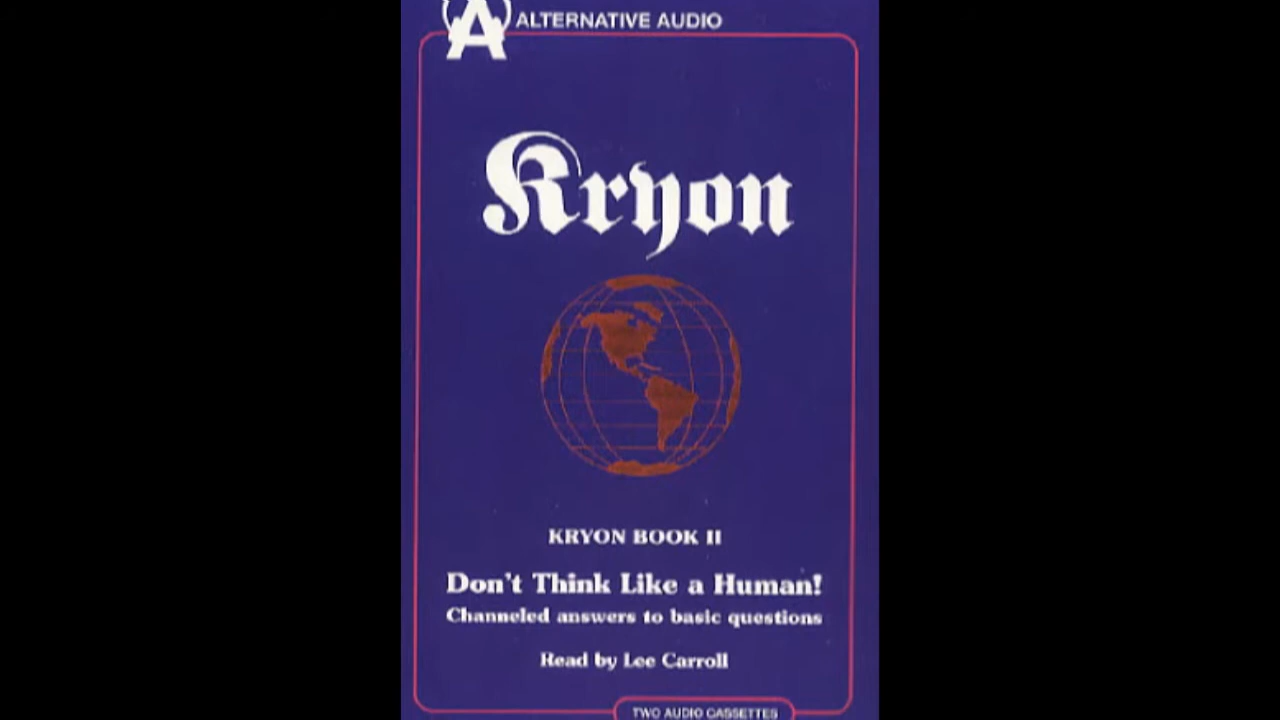 A ALTERNATIVE AUDIO
Kryon
KRYON BOOK II
Don't Think Like a Human!
Channeled answers to basic questions
Read by Lee Carroll
TWO AUDIO CASSETTES